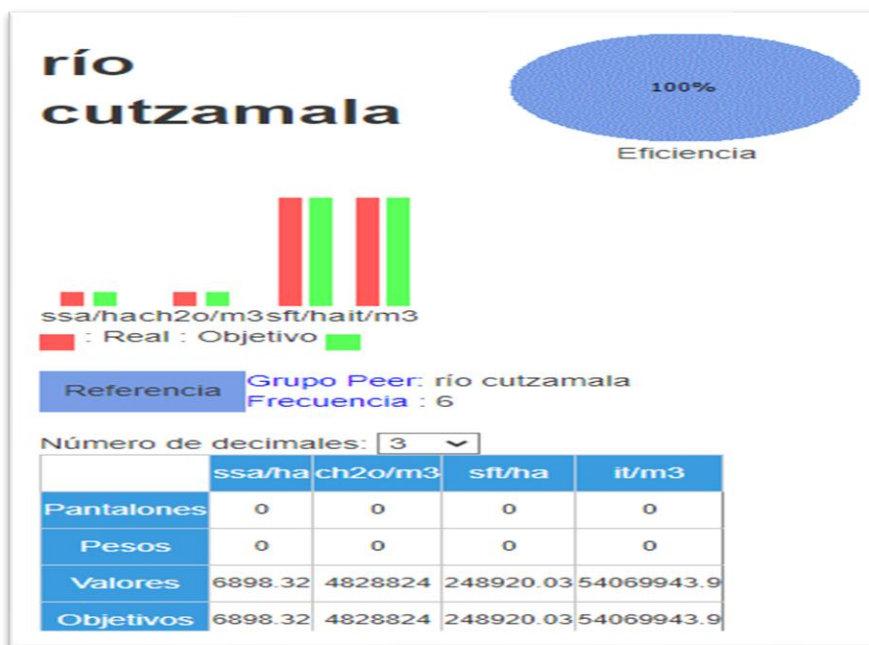 río
cutzamala
100%
Eficiencia
ssa/hach2o/m3sft/hait/m3
: Real : Objetivo
Referencia
Grupo Peer: río cutzamala
Frecuencia : 6
Número de decimales: 3
ssa/ha ch2o/m3 sft/ha it/m3
Pantalones 0 0 0 0
Pesos 0 0 0 0
Valores 6898.32 4828824 248920.03 54069943.9
Objetivos 6898.32 4828824 248920.03 54069943.9